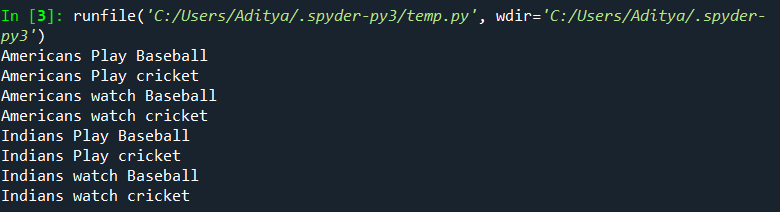 In [3]: runfile('C:/Users/Aditya/.spyder-py3/temp.py', wdir='C:/Users/Aditya/.spyder-
py3')
Americans Play Baseball
Americans Play cricket
Americans watch Baseball
Americans watch cricket
Indians Play Baseball
Indians Play cricket
Indians watch Baseball
Indians watch cricket